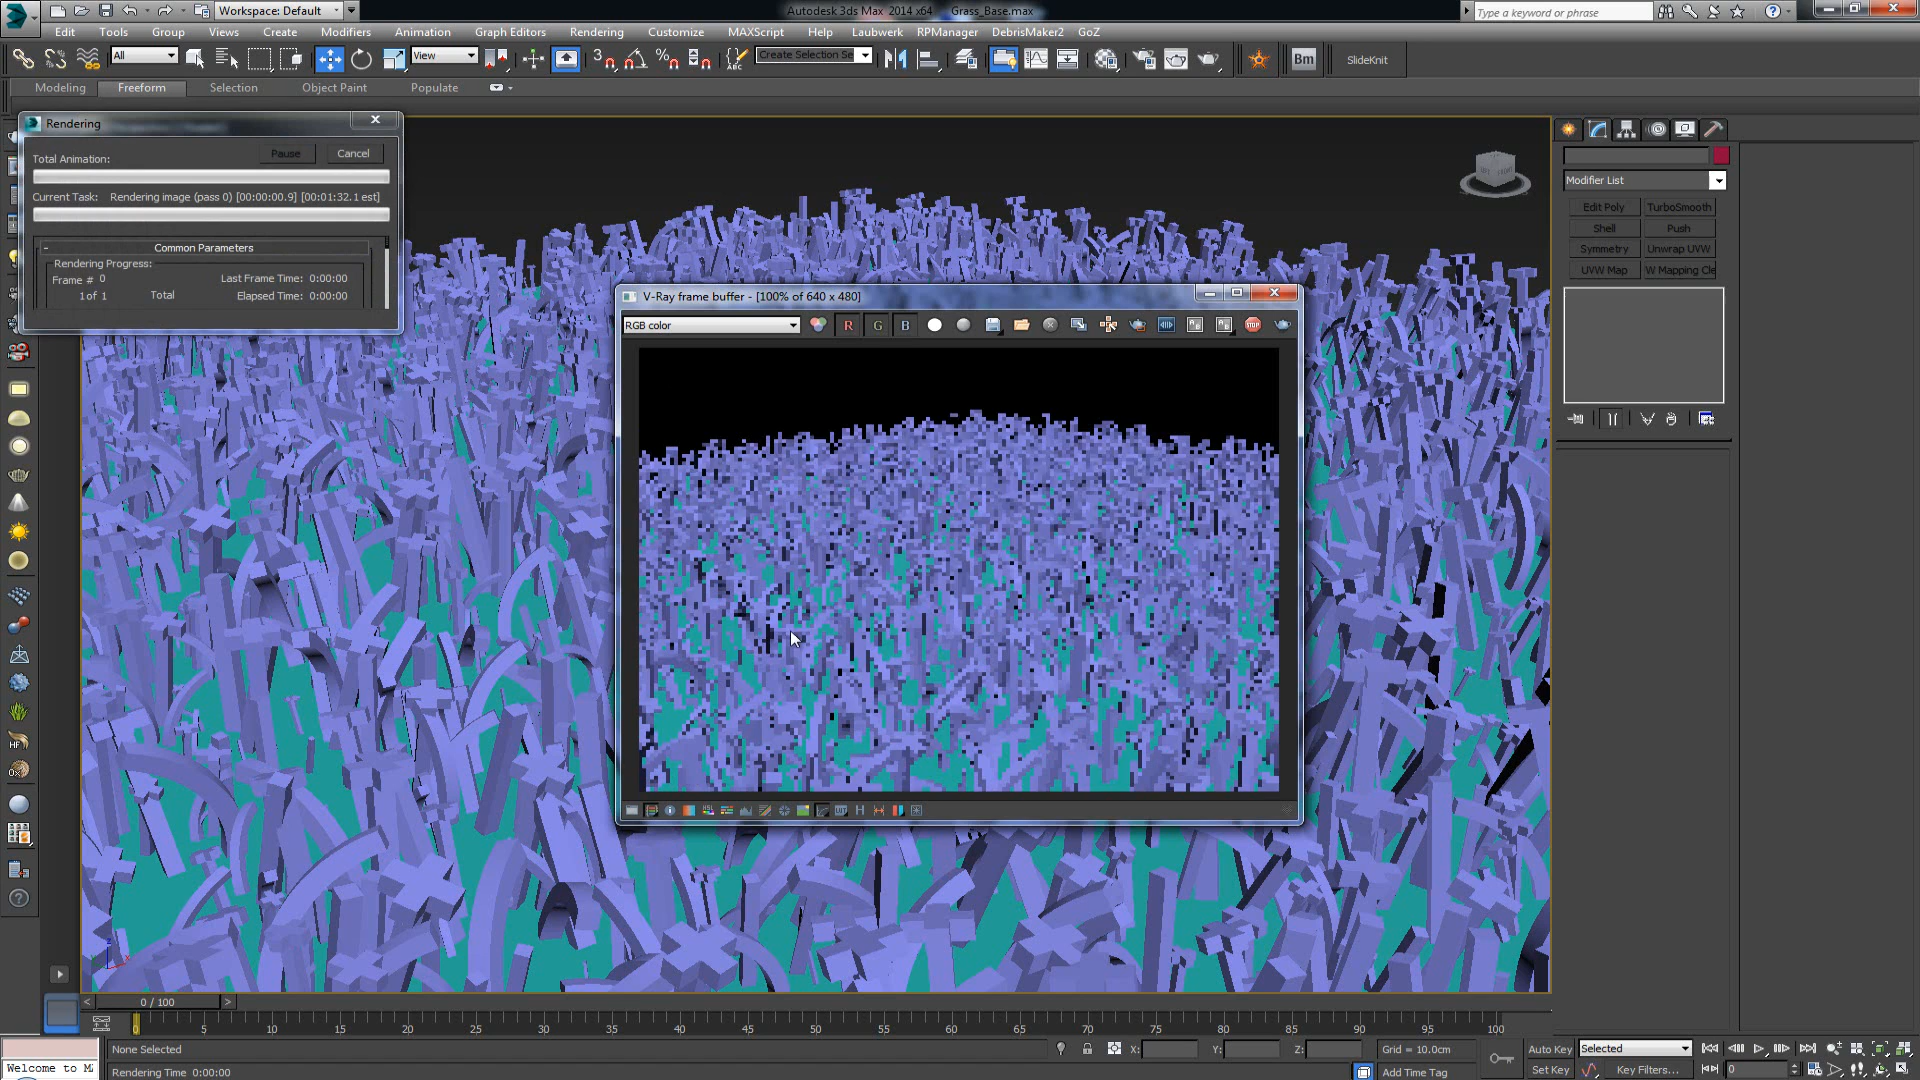 Workspace: Default
Autodesk 3ds Max 2014 x64 Grass_Base.max
Type a keyword or phrase
Edit Tools Group Views Create Modifiers Animation Graph Editors Rendering Customize MAXScript Help Laubwerk RPManager DebrisMaker2 GoZ
All
View
Create Selection Se
Bm
SlideKnit
Modeling Freeform Selection Object Paint Populate
Rendering
Total Animation:
Pause
Cancel
Current Task: Rendering image (pass 0) [00:00:00.9] [00:01:32.1 est]
- Common Parameters
Rendering Progress:
Frame # 0
Last Frame Time: 0:00:00
1 of 1
Total
Elapsed Time: 0:00:00
V-Ray frame buffer - [100% of 640 x 480]
RGB color
R G B
STOP
H
HF
Modifier List
Edit Poly
TurboSmooth
Shell
Push
Symmetry
Unwrap UVW
UVW Map
W Mapping Cle
< 0 / 100 >
0 5 10 15 20 25 30 35 40 45 50 55 60 65 70 75 80 85 90 95 100
None Selected
X:
Y:
Z:
Grid = 10.0cm
Auto Key
Selected
Welcome to MA
Rendering Time 0:00:00
Add Time Tag
Set Key
Key Filters...
0